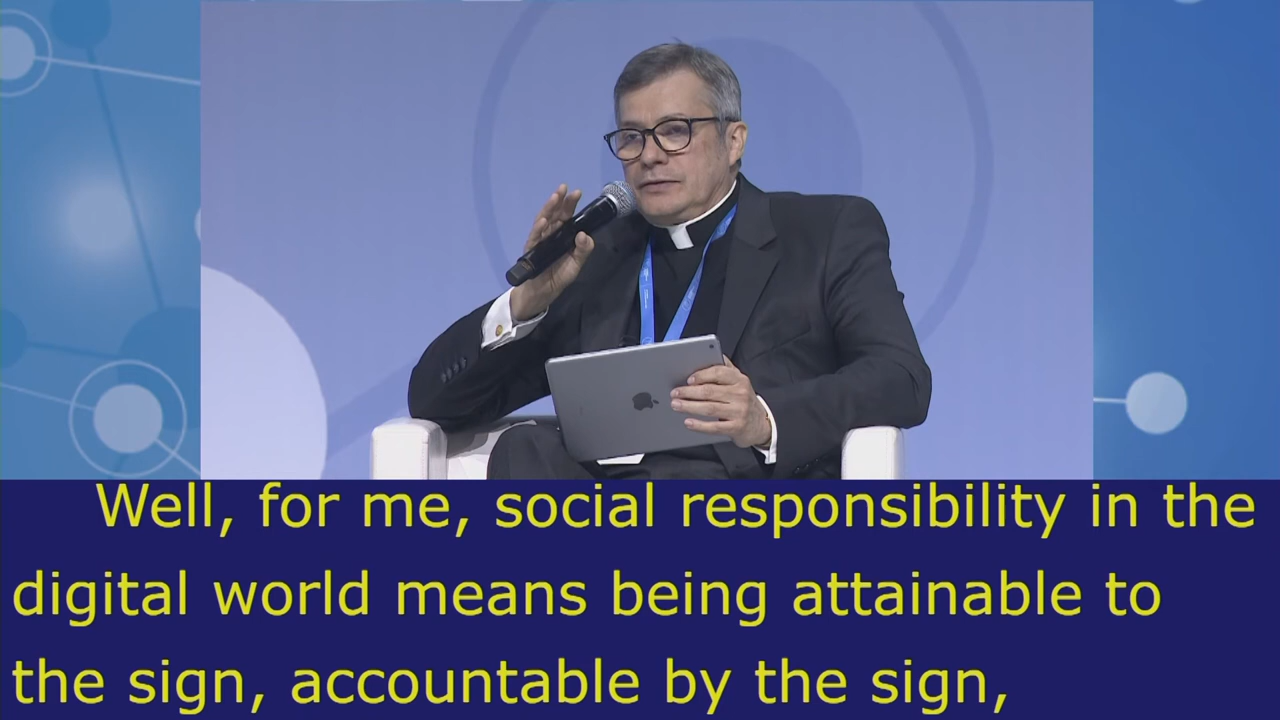 Well, for me, social responsibility in the
digital world means being attainable to
the sign, accountable by the sign,